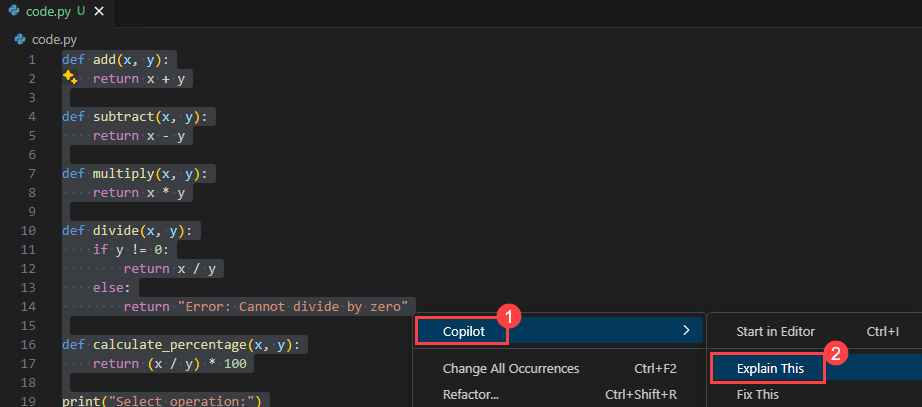 code.py U ×
code.py
1 def add(x, y):
2 return x + y
3
4 def subtract(x, y):
5 return x - y
6
7 def multiply(x, y):
8 return x * y
9
10 def divide(x, y):
11 if y != 0:
12 return x / y
13 else:
14 return "Error: Cannot divide by zero"
15
16 def calculate_percentage(x, y):
17 return (x / y) * 100
18
19 print("Select operation:")
1
Copilot
Change All Occurrences Ctrl+F2
Refactor... Ctrl+Shift+R
Start in Editor Ctrl+I
2
Explain This
Fix This